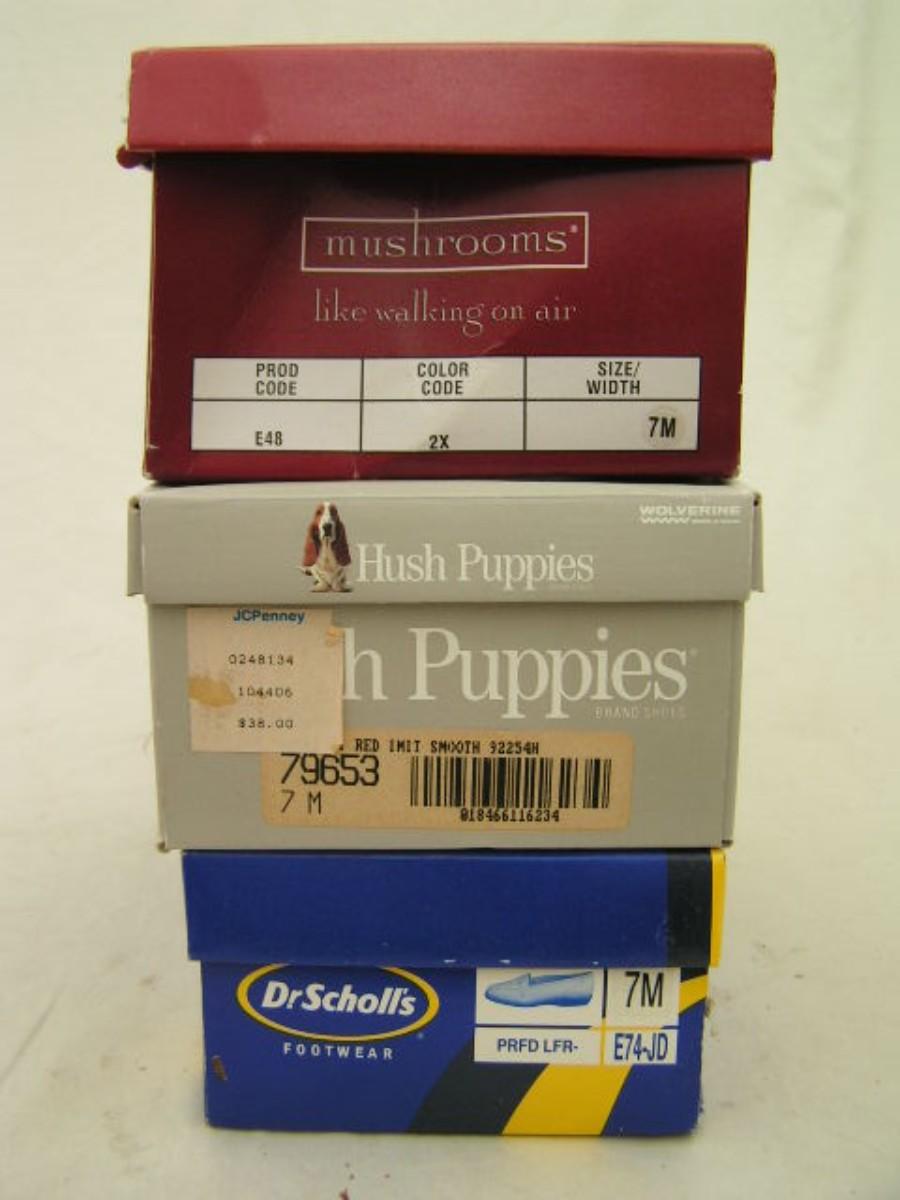 mushrooms
like walking on air
PROD CODE COLOR CODE SIZE/ WIDTH
E48 2X 7M
WOLVERINE
Hush Puppies
JCPenney
0248134
104406
$38.00
h Puppies
BRAND SHOES
RED IMIT SMOOTH 92254H
79653
7 M
018466116234
Dr Scholl's
FOOTWEAR
7M
PRFD LFR- E74-JD